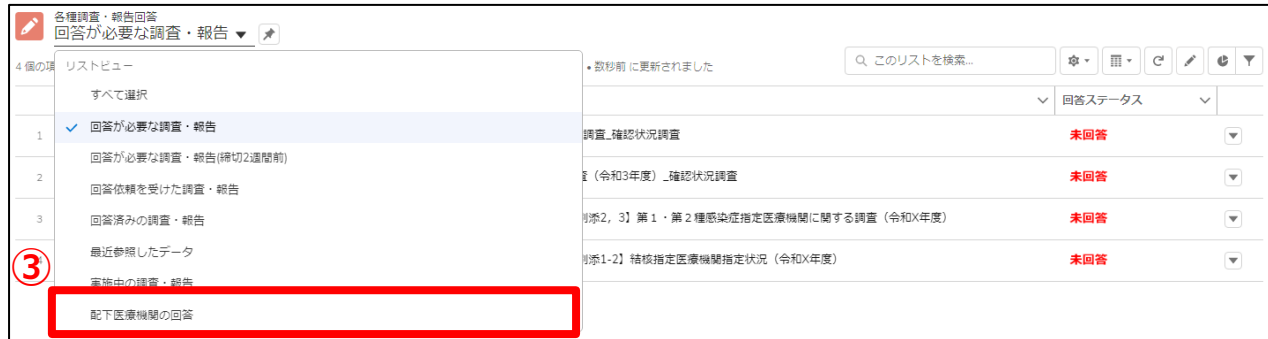 各種調査・報告回答
回答が必要な調査・報告 ▼
4 個の項
リストビュー
• 数秒前 に更新されました
このリストを検索...
すべて選択
回答ステータス
✓ 回答が必要な調査・報告
1
調査_確認状況調査
未回答
回答が必要な調査・報告(締切2週間前)
2
（令和3年度）_確認状況調査
未回答
回答依頼を受けた調査・報告
回答済みの調査・報告
3
添2, 3】第１・第２種感染症指定医療機関に関する調査（令和X年度）
未回答
最近参照したデータ
③
添1-2】結核指定医療機関指定状況（令和X年度）
未回答
実施中の調査・報告
配下医療機関の回答